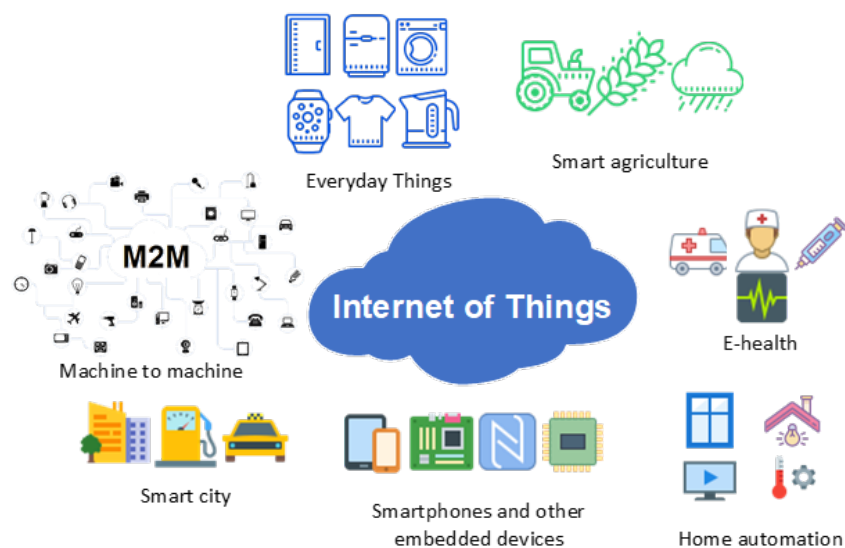 Everyday Things
Smart agriculture
M2M
Internet of Things
E-health
Machine to machine
Smart city
Smartphones and other
embedded devices
Home automation